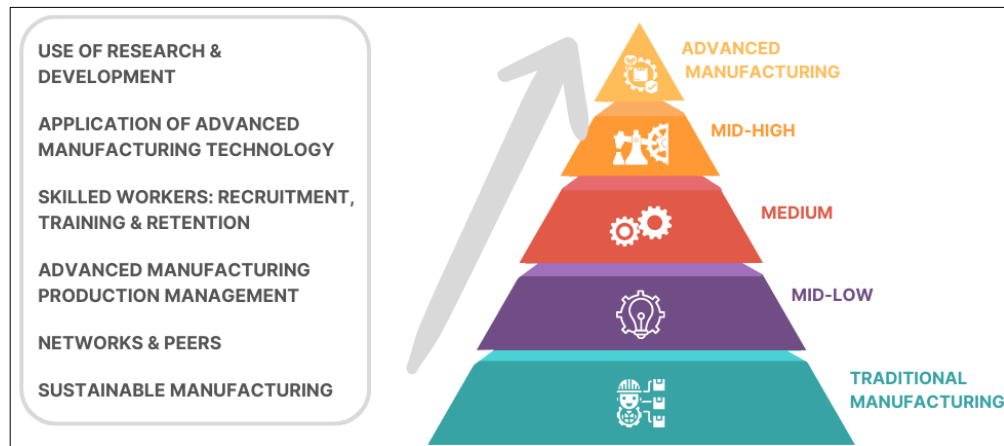 USE OF RESEARCH &
DEVELOPMENT
APPLICATION OF ADVANCED
MANUFACTURING TECHNOLOGY
SKILLED WORKERS: RECRUITMENT,
TRAINING & RETENTION
ADVANCED MANUFACTURING
PRODUCTION MANAGEMENT
NETWORKS & PEERS
SUSTAINABLE MANUFACTURING
ADVANCED
MANUFACTURING
MID-HIGH
MEDIUM
MID-LOW
TRADITIONAL
MANUFACTURING